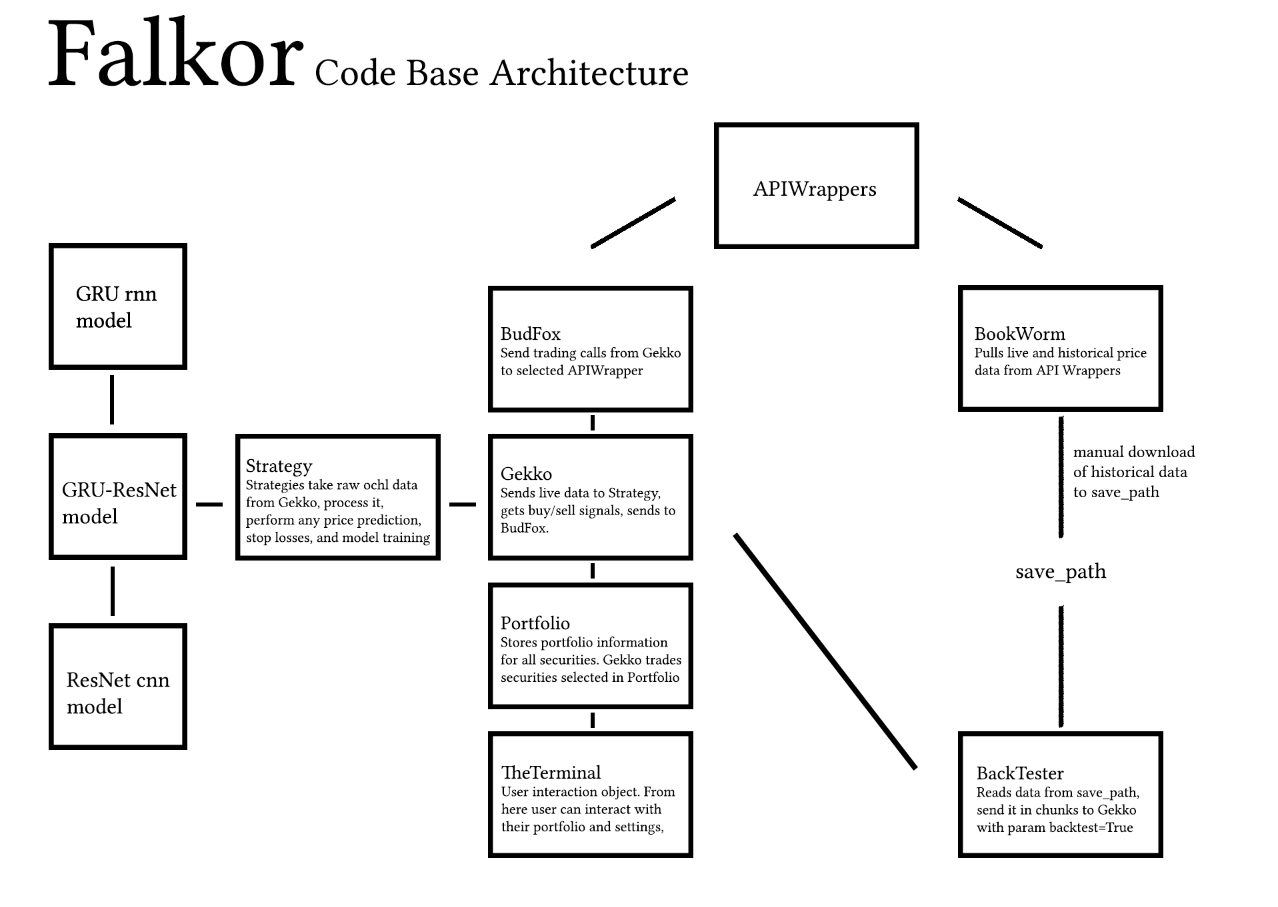 Falkor Code Base Architecture
APIWrappers
GRU rnn
model
GRU-ResNet
model
ResNet cnn
model
Strategy
Strategies take raw ochl data
from Gekko, process it,
perform any price prediction,
stop losses, and model training
BudFox
Send trading calls from Gekko
to selected APIWrapper
Gekko
Sends live data to Strategy,
gets buy/sell signals, sends to
BudFox.
Portfolio
Stores portfolio information
for all securities. Gekko trades
securities selected in Portfolio
TheTerminal
User interaction object. From
here user can interact with
their portfolio and settings,
BookWorm
Pulls live and historical price
data from API Wrappers
manual download
of historical data
to save_path
save_path
BackTester
Reads data from save_path,
send it in chunks to Gekko
with param backtest=True